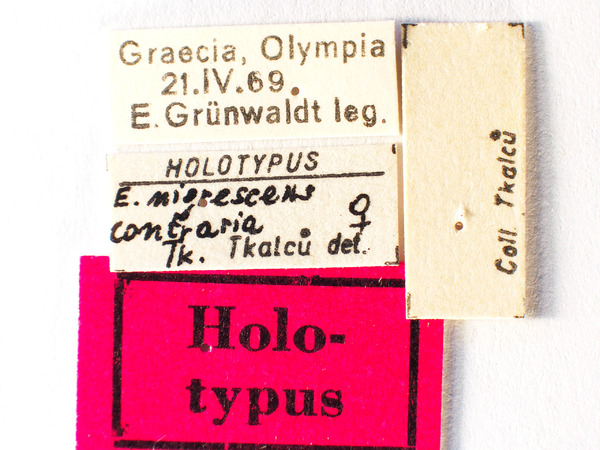 Graecia, Olympia
21.IV.69.
E. Grünwaldt leg.
HOLOTYPUS
E. nigrescens
contraria ♀
Tk. Tkalců det.
Coll. Tkalců
Holo-
typus